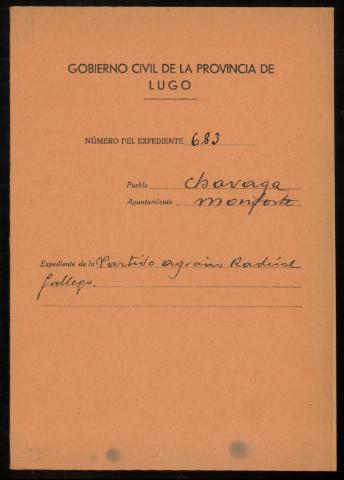 GOBIERNO CIVIL DE LA PROVINCIA DE
LUGO
NÚMERO DEL EXPEDIENTE 683
Pueblo Chavaga
Ayuntamiento Monforte
Expediente de la Partido agrario Radical
gallego.